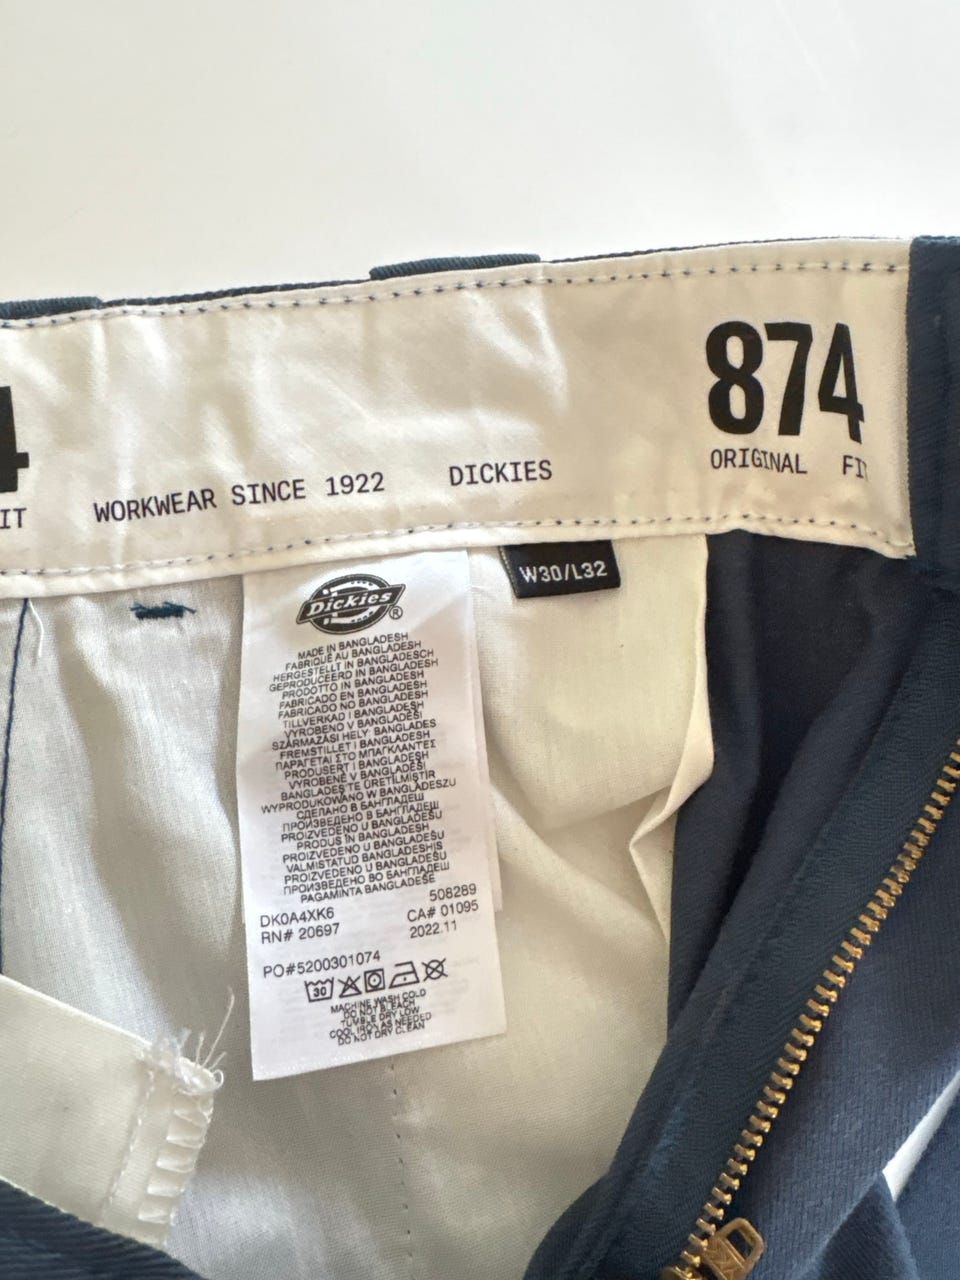 874
ORIGINAL FIT
4
IT
WORKWEAR SINCE 1922 DICKIES
W30/L32
Dickies®
MADE IN BANGLADESH
FABRIQUÉ AU BANGLADESH
HERGESTELLT IN BANGLADESCH
GEPRODUCEERD IN BANGLADESH
PRODOTTO IN BANGLADESH
FABRICADO EN BANGLADESH
FABRICADO NO BANGLADESH
TILLVERKAD I BANGLADESH
VYROBENO V BANGLADÉŠI
SZÁRMAZÁSI HELY: BANGLADES
FREMSTILLET I BANGLADESH
ΠΑΡΑΓΕΤΑΙ ΣΤΟ ΜΠΑΓΚΛΑΝΤΕΣ
PRODUSERT I BANGLADESH
VYROBENÉ V BANGLADÉŠI
BANGLADEŞ'TE ÜRETİLMİŞTİR
WYPRODUKOWANO W BANGLADESZU
СДЕЛАНО В БАНГЛАДЕШ
ПРОИЗВЕДЕНО В БАНГЛАДЕШ
PROIZVEDENO U BANGLADEŠU
PRODUS ÎN BANGLADESH
PROIZVEDENO U BANGLADEŠU
VALMISTATUD BANGLADESHIS
PROIZVEDENO U BANGLADEŠU
ПРОИЗВЕДЕНО ВО БАНГЛАДЕШ
PAGAMINTA BANGLADEŠE
508289
DK0A4XK6 CA# 01095
RN# 20697 2022.11
PO#5200301074
30
MACHINE WASH COLD
DO NOT BLEACH
TUMBLE DRY LOW
COOL IRON AS NEEDED
DO NOT DRY CLEAN